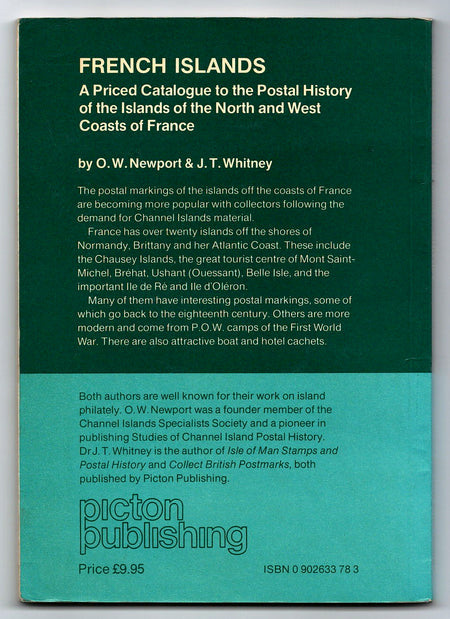 FRENCH ISLANDS
A Priced Catalogue to the Postal History
of the Islands of the North and West
Coasts of France
by O. W. Newport & J. T. Whitney
The postal markings of the islands off the coasts of France
are becoming more popular with collectors following the
demand for Channel Islands material.
France has over twenty islands off the shores of
Normandy, Brittany and her Atlantic Coast. These include
the Chausey Islands, the great tourist centre of Mont Saint-
Michel, Bréhat, Ushant (Ouessant), Belle Isle, and the
important Ile de Ré and Ile d'Oléron.
Many of them have interesting postal markings, some of
which go back to the eighteenth century. Others are more
modern and come from P.O.W. camps of the First World
War. There are also attractive boat and hotel cachets.
Both authors are well known for their work on island
philately. O. W. Newport was a founder member of the
Channel Islands Specialists Society and a pioneer in
publishing Studies of Channel Island Postal History.
Dr J. T. Whitney is the author of Isle of Man Stamps and
Postal History and Collect British Postmarks, both
published by Picton Publishing.
picton
publishing
Price £9.95 ISBN 0 902633 78 3